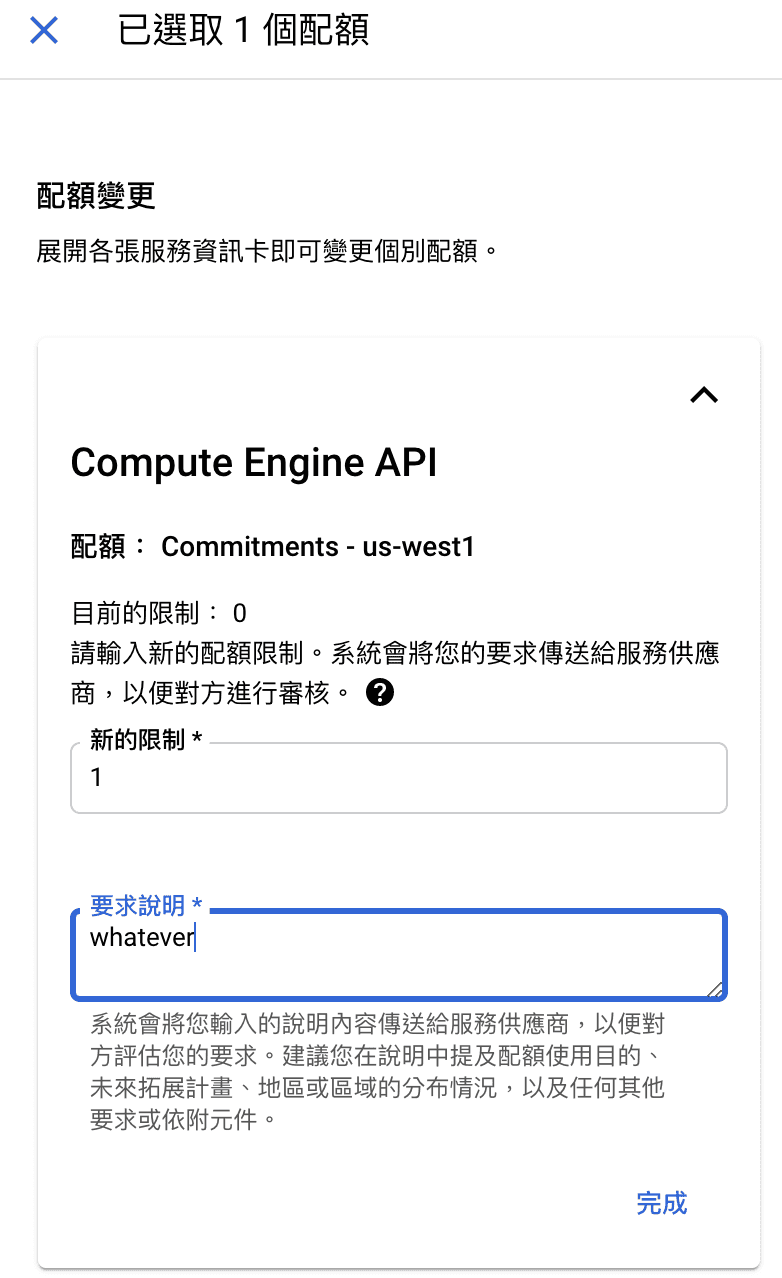 已選取 1 個配額
配額變更
展開各張服務資訊卡即可變更個別配額。
Compute Engine API
配額： Commitments - us-west1
目前的限制： 0
請輸入新的配額限制。系統會將您的要求傳送給服務供應
商，以便對方進行審核。
新的限制 *
1
要求說明 *
whatever
系統會將您輸入的說明內容傳送給服務供應商，以便對
方評估您的要求。建議您在說明中提及配額使用目的、
未來拓展計畫、地區或區域的分布情況，以及任何其他
要求或依附元件。
完成